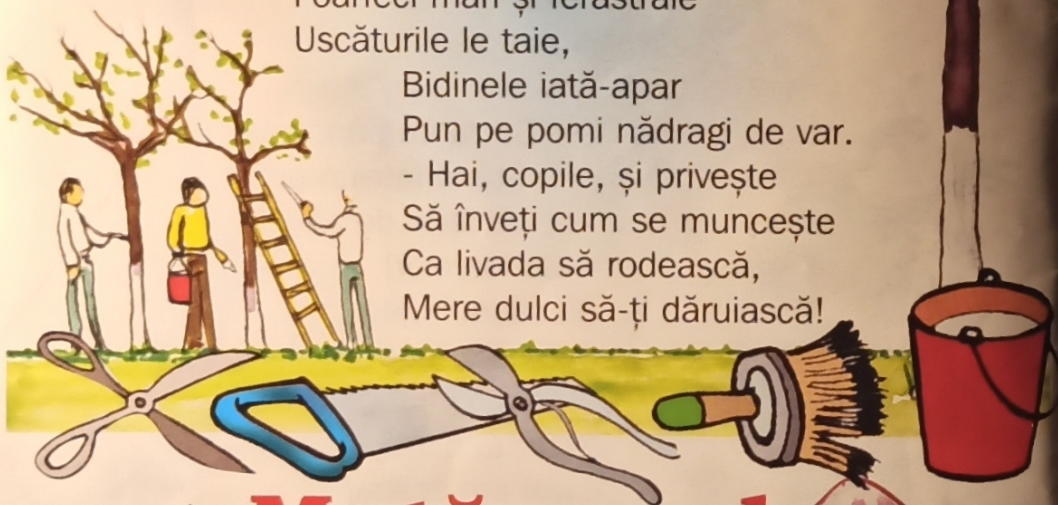 Uscăturile le taie,
Bidinele iată-apar
Pun pe pomi nădragi de var.
- Hai, copile, și privește
Să înveți cum se muncește
Ca livada să rodească,
Mere dulci să-ți dăruiască!